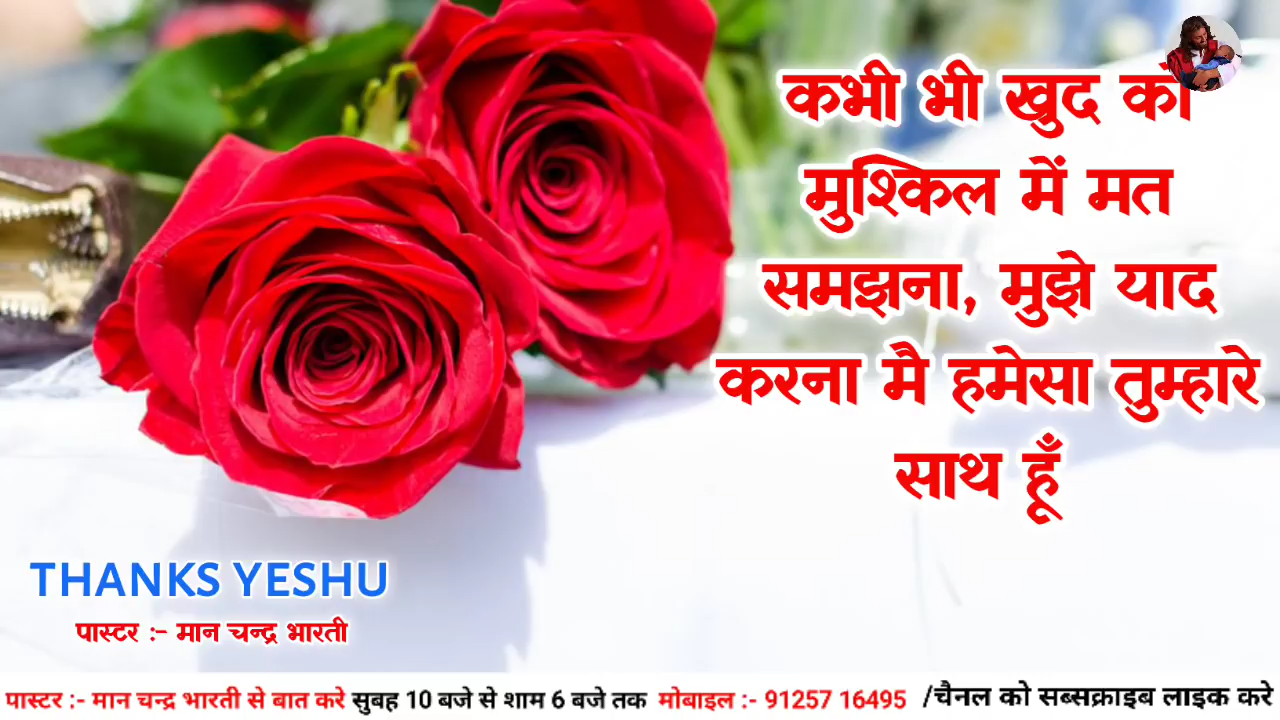 कभी भी खुद को
मुश्किल में मत
समझना, मुझे याद
करना मै हमेसा तुम्हारे
साथ हूँ
THANKS YESHU
पास्टर :- मान चन्द्र भारती
पास्टर :- मान चन्द्र भारती से बात करे सुबह 10 बजे से शाम 6 बजे तक मोबाइल :- 91257 16495 /चैनल को सब्सक्राइब लाइक करे